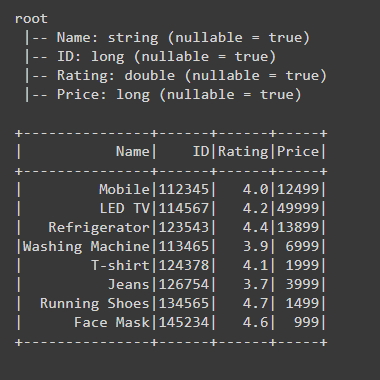 root
 |-- Name: string (nullable = true)
 |-- ID: long (nullable = true)
 |-- Rating: double (nullable = true)
 |-- Price: long (nullable = true)

+---------------+------+------+-----+
|           Name|    ID|Rating|Price|
+---------------+------+------+-----+
|         Mobile|112345|   4.0|12499|
|         LED TV|114567|   4.2|49999|
|   Refrigerator|123543|   4.4|13899|
|Washing Machine|113465|   3.9| 6999|
|        T-shirt|124378|   4.1| 1999|
|          Jeans|126754|   3.7| 3999|
|  Running Shoes|134565|   4.7| 1499|
|      Face Mask|145234|   4.6|  999|
+---------------+------+------+-----+